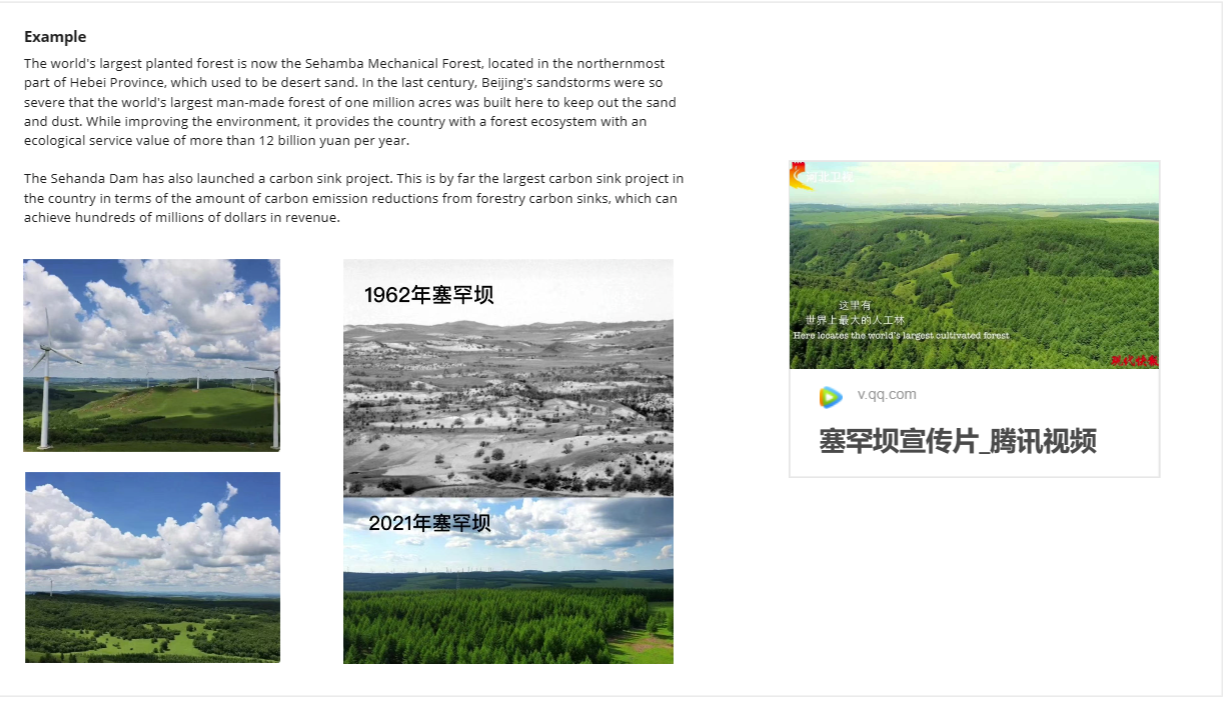 Example
The world's largest planted forest is now the Sehamba Mechanical Forest, located in the northernmost
part of Hebei Province, which used to be desert sand. In the last century, Beijing's sandstorms were so
severe that the world's largest man-made forest of one million acres was built here to keep out the sand
and dust. While improving the environment, it provides the country with a forest ecosystem with an
ecological service value of more than 12 billion yuan per year.
The Sehanda Dam has also launched a carbon sink project. This is by far the largest carbon sink project in
the country in terms of the amount of carbon emission reductions from forestry carbon sinks, which can
achieve hundreds of millions of dollars in revenue.
1962年塞罕坝
2021年塞罕坝
河北卫视
这里有
世界上最大的人工林
Here locates the world's largest cultivated forest
现代快报
v.qq.com
塞罕坝宣传片_腾讯视频